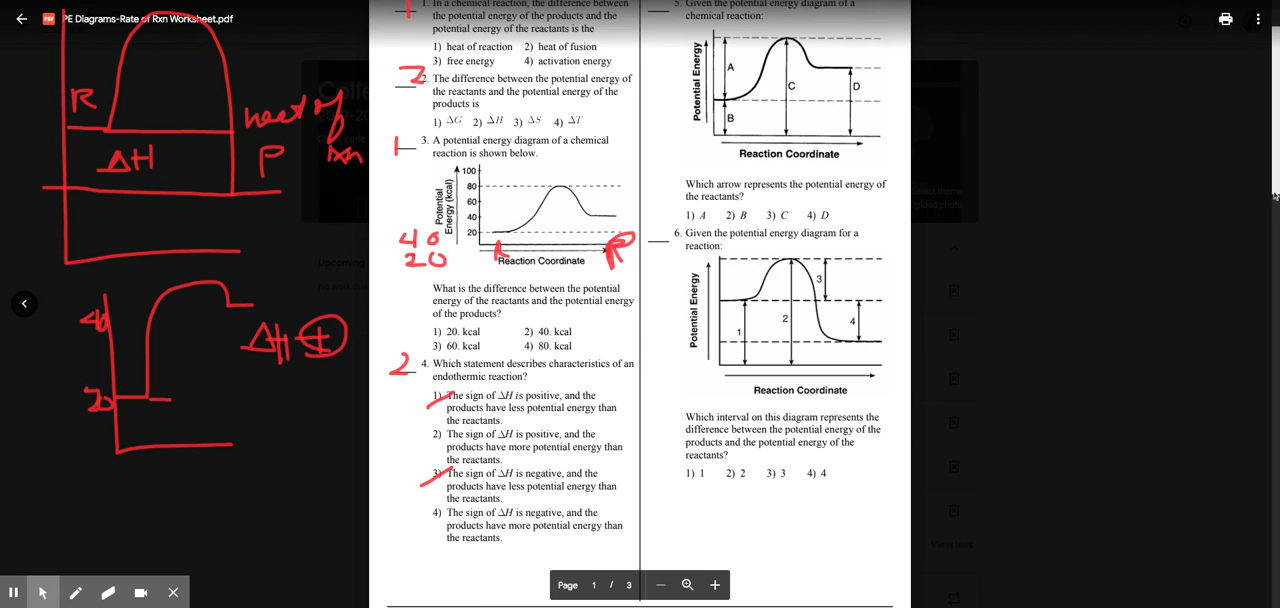 PE Diagrams-Rate of Rxn Worksheet.pdf
R
heat of
rxn
ΔH
P
40
20
ΔH +
1
1. In a chemical reaction, the difference between
the potential energy of the products and the
potential energy of the reactants is the
1) heat of reaction 2) heat of fusion
3) free energy 4) activation energy
2
2. The difference between the potential energy of
the reactants and the potential energy of the
products is
1) ΔG 2) ΔH 3) ΔS 4) ΔT
1
3. A potential energy diagram of a chemical
reaction is shown below.
Potential
Energy (kcal)
100
80
60
40
20
40
20
R
P
Reaction Coordinate
What is the difference between the potential
energy of the reactants and the potential energy
of the products?
1) 20. kcal 2) 40. kcal
3) 60. kcal 4) 80. kcal
2
4. Which statement describes characteristics of an
endothermic reaction?
1) The sign of ΔH is positive, and the
products have less potential energy than
the reactants.
2) The sign of ΔH is positive, and the
products have more potential energy than
the reactants.
3) The sign of ΔH is negative, and the
products have less potential energy than
the reactants.
4) The sign of ΔH is negative, and the
products have more potential energy than
the reactants.
5. Given the potential energy diagram of a
chemical reaction:
Potential Energy
A
B
C
D
Reaction Coordinate
Which arrow represents the potential energy of
the reactants?
1) A 2) B 3) C 4) D
6. Given the potential energy diagram for a
reaction:
Potential Energy
1
2
3
4
Reaction Coordinate
Which interval on this diagram represents the
difference between the potential energy of the
products and the potential energy of the
reactants?
1) 1 2) 2 3) 3 4) 4
Page 1 / 3
View less